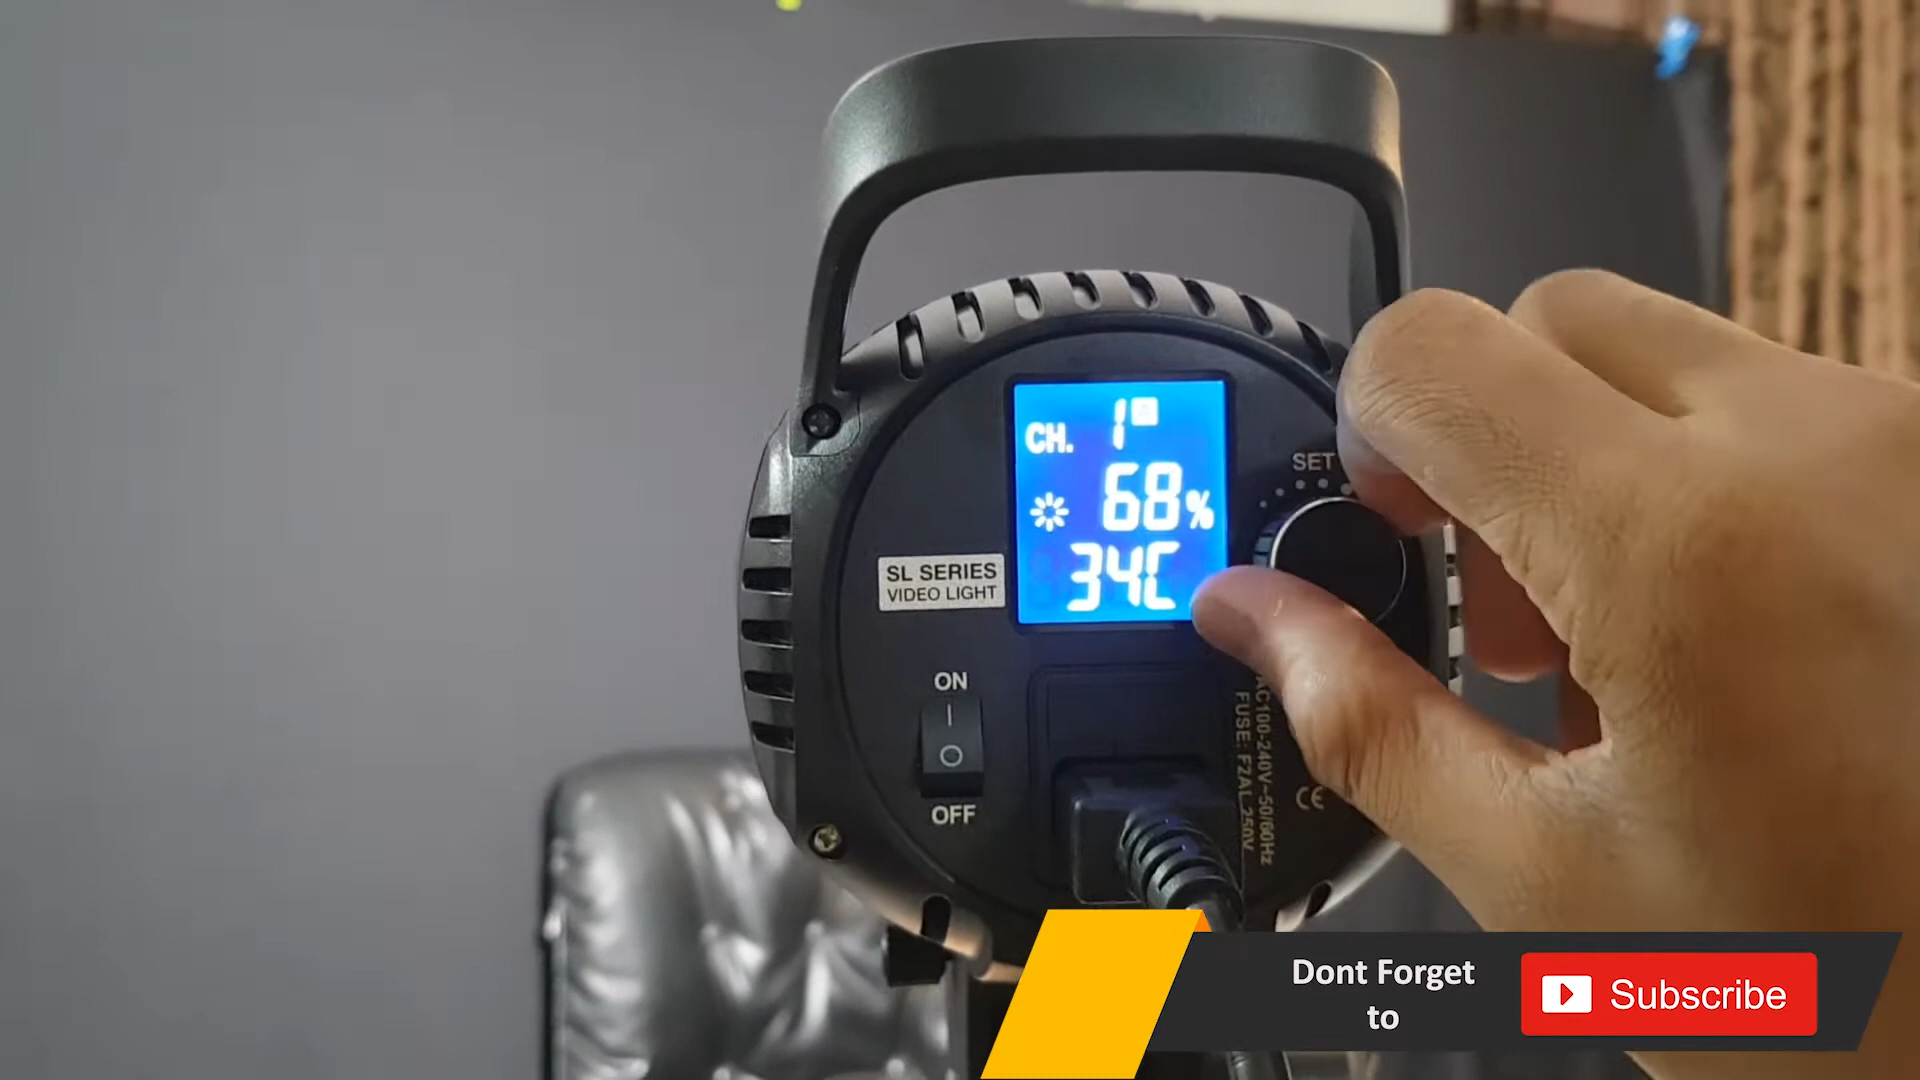 CH. 1
68%
34C
SET
SL SERIES
VIDEO LIGHT
ON
OFF
AC100-240V~50/60Hz
FUSE: F2AL 250V
CE
Dont Forget
to
Subscribe